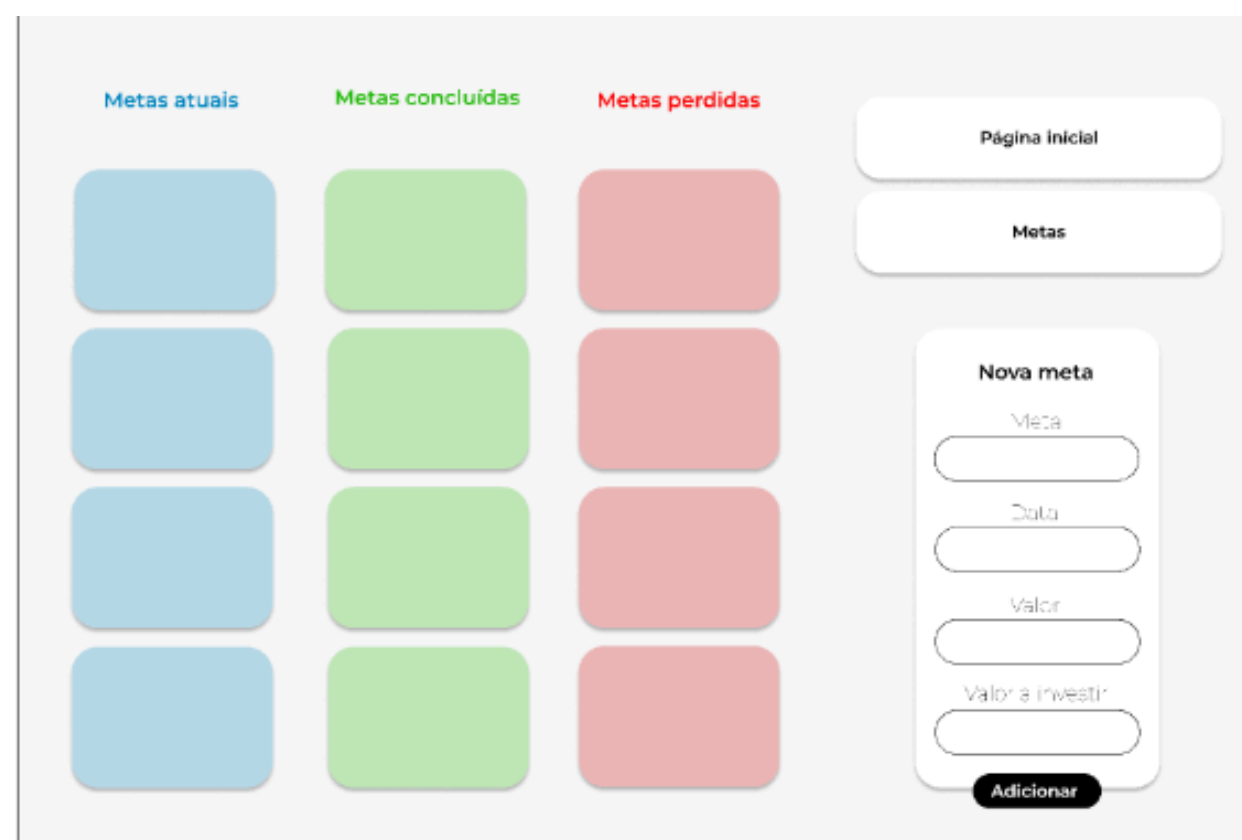 Metas atuais
Metas concluídas
Metas perdidas
Página inicial
Metas
Nova meta
Meta
Data
Valor
Valor a investir
Adicionar